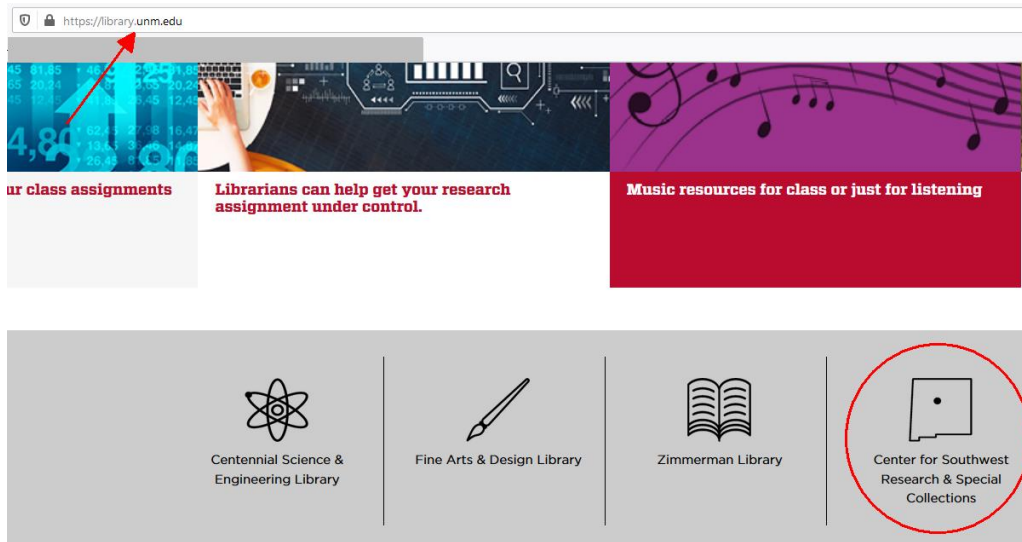 https://library.unm.edu
ur class assignments
Librarians can help get your research
assignment under control.
Music resources for class or just for listening
Centennial Science &
Engineering Library
Fine Arts & Design Library
Zimmerman Library
Center for Southwest
Research & Special
Collections